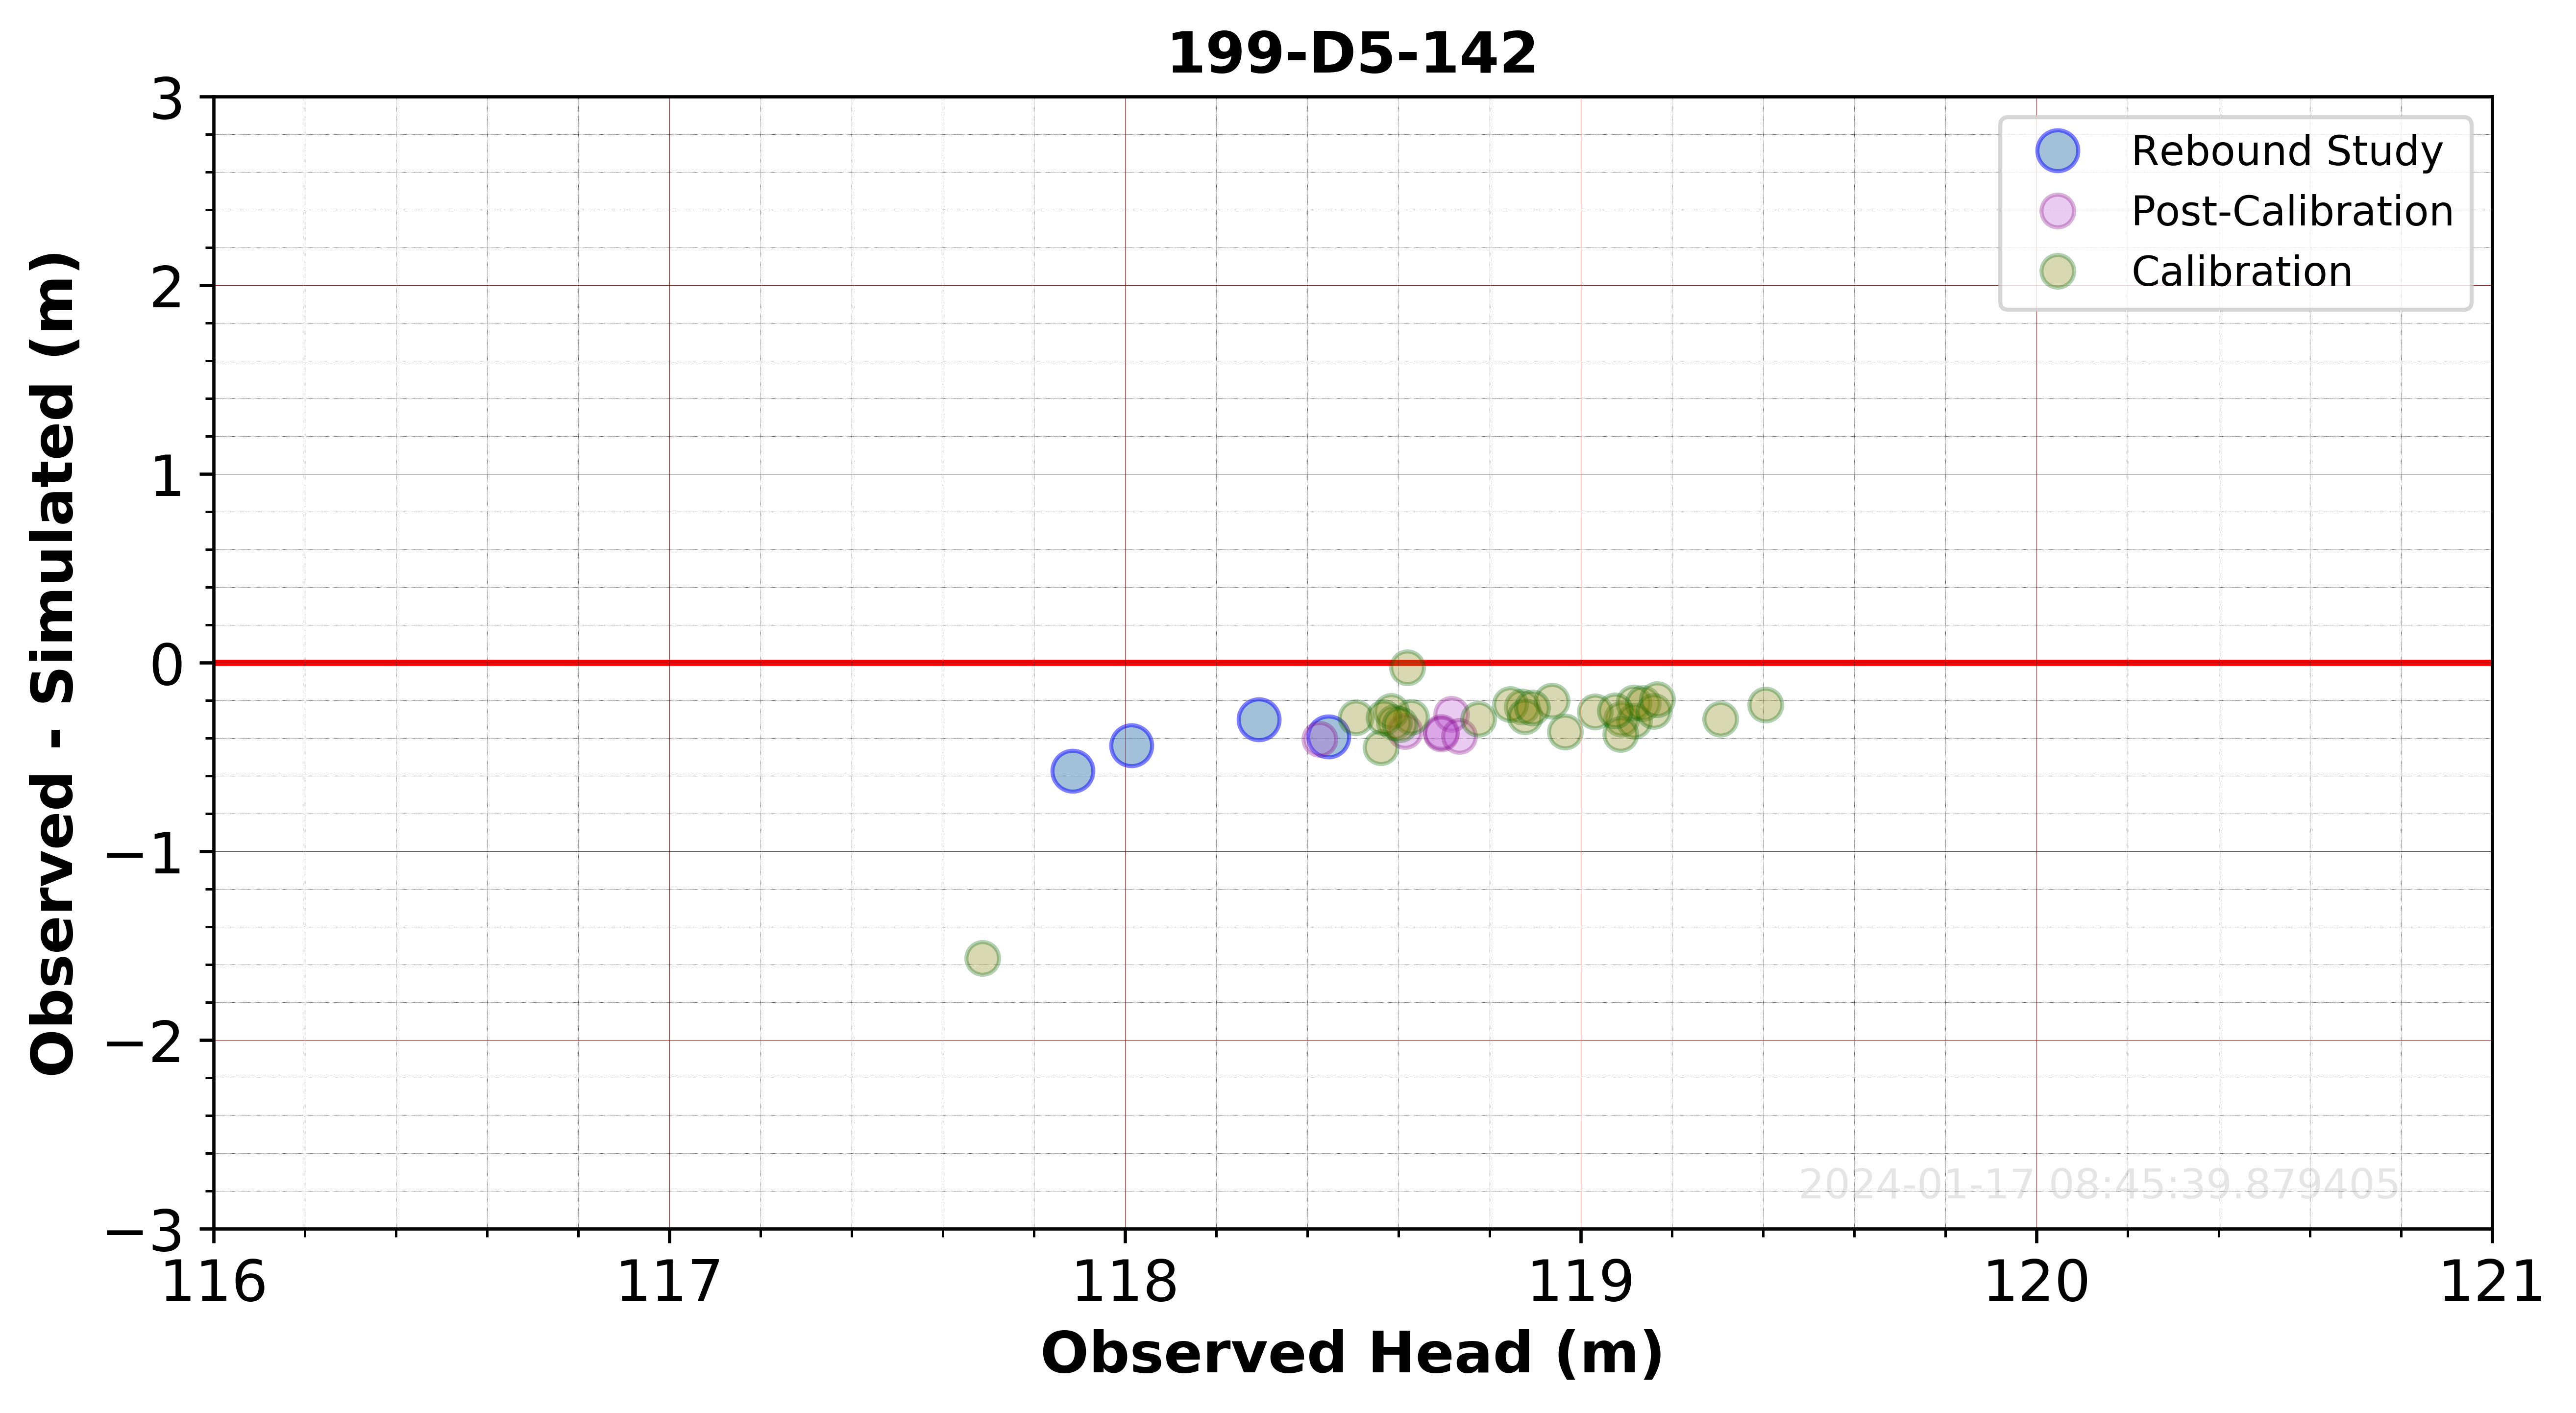 199-D5-142
Observed - Simulated (m)
3
2
1
0
−1
−2
−3
Rebound Study
Post-Calibration
Calibration
2024-01-17 08:45:39.879405
116 117 118 119 120 121
Observed Head (m)